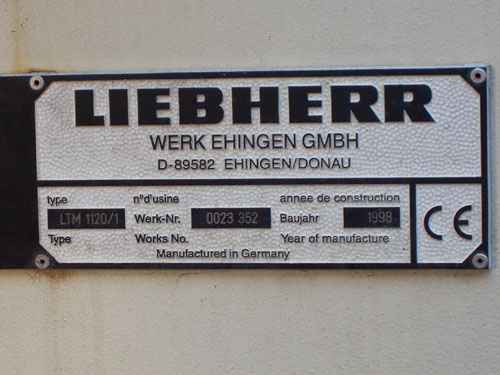 LIEBHERR
WERK EHINGEN GMBH
D-89582 EHINGEN/DONAU
type n°d'usine annee de construction
LTM 1120/1 Werk-Nr. 0023 352 Baujahr 1998
Type Works No. Year of manufacture
Manufactured in Germany
CE